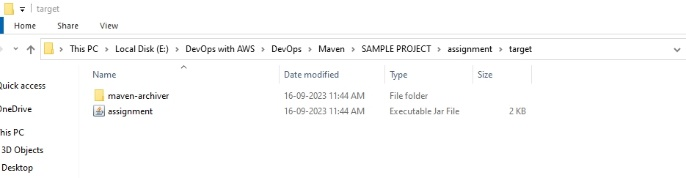 target
Home Share View
This PC Local Disk (E:) DevOps with AWS DevOps Maven SAMPLE PROJECT assignment target
Name Date modified Type Size
Quick access
maven-archiver 16-09-2023 11:44 AM File folder
OneDrive
assignment 16-09-2023 11:44 AM Executable Jar File 2 KB
his PC
3D Objects
Desktop